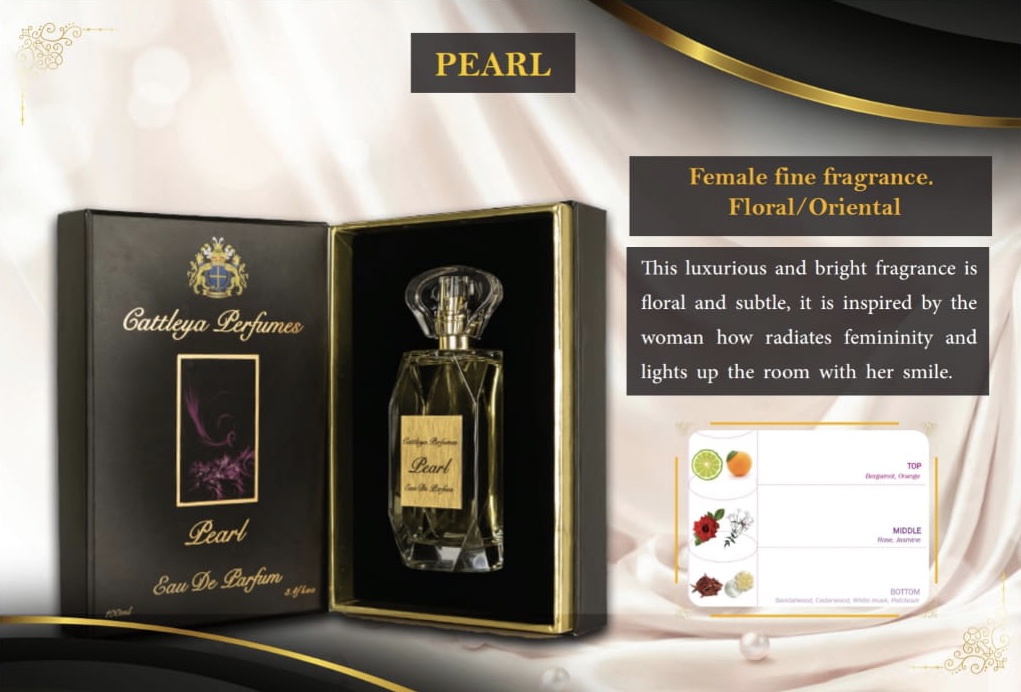 PEARL
Female fine fragrance.
Floral/Oriental
This luxurious and bright fragrance is
floral and subtle, it is inspired by the
woman how radiates femininity and
lights up the room with her smile.
Cattleya Perfumes
Pearl
Eau De Parfum
100ml
Cattleya Perfumes
Pearl
Eau De Parfum
TOP
Bergamot, Orange
MIDDLE
Rose, Jasmine
BOTTOM
Sandalwood, Cedarwood, White musk, Patchouli